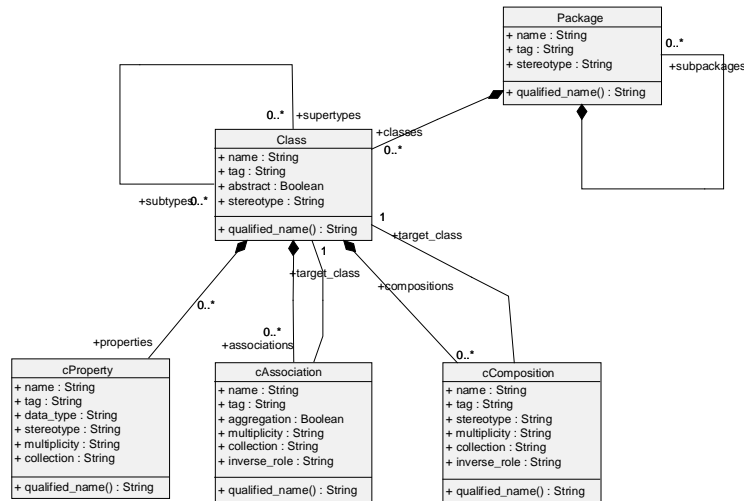 Package
+ name : String
+ tag : String
+ stereotype : String
+ qualified_name() : String
0..*
+subpackages
0..*
+supertypes
+classes
0..*
Class
+ name : String
+ tag : String
+ abstract : Boolean
+ stereotype : String
+ qualified_name() : String
+subtypes
0..*
1
+target_class
1
+target_class
+compositions
0..*
+properties
0..*
+associations
0..*
cProperty
+ name : String
+ tag : String
+ data_type : String
+ stereotype : String
+ multiplicity : String
+ collection : String
+ qualified_name() : String
cAssociation
+ name : String
+ tag : String
+ aggregation : Boolean
+ multiplicity : String
+ collection : String
+ inverse_role : String
+ qualified_name() : String
cComposition
+ name : String
+ tag : String
+ stereotype : String
+ multiplicity : String
+ collection : String
+ inverse_role : String
+ qualified_name() : String